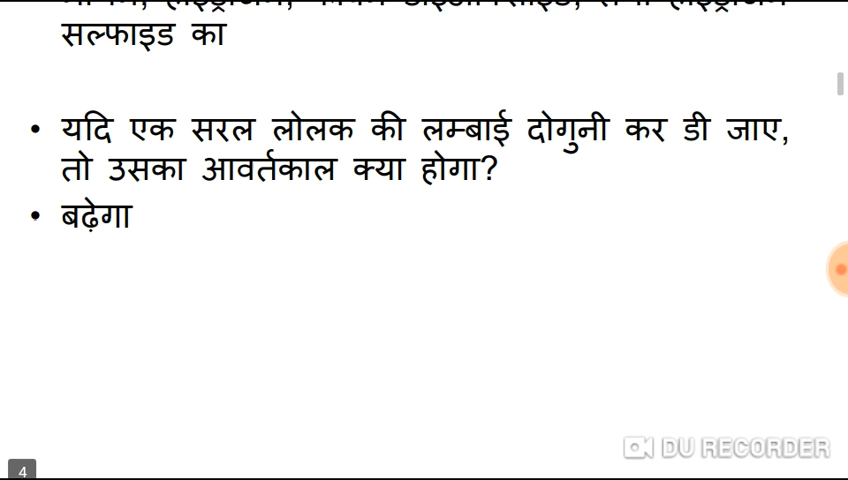 सल्फाइड का
• यदि एक सरल लोलक की लम्बाई दोगुनी कर डी जाए,
तो उसका आवर्तकाल क्या होगा?
• बढ़ेगा
DU RECORDER
4